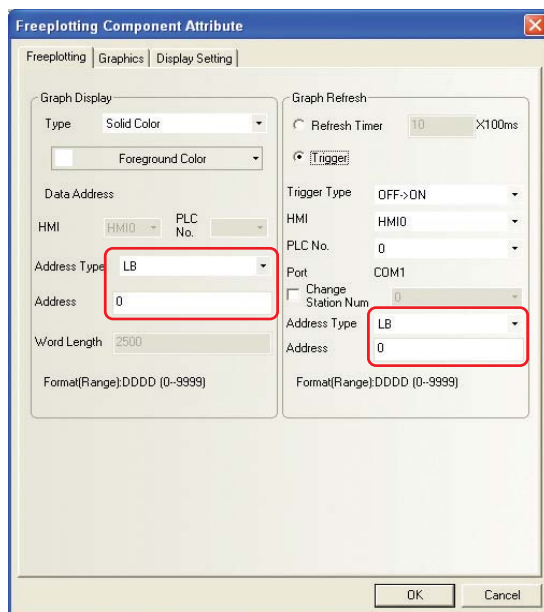 Freeplotting Component Attribute
Freeplotting Graphics Display Setting
Graph Display
Type Solid Color
Foreground Color
Data Address
HMI HMI0 PLC No.
Address Type LB
Address 0
Word Length 2500
Format(Range):DDDD (0--9999)
Graph Refresh
Refresh Timer 10 X100ms
Trigger
Trigger Type OFF->ON
HMI HMI0
PLC No. 0
Port COM1
Change Station Num 0
Address Type LB
Address 0
Format(Range):DDDD (0--9999)
OK Cancel